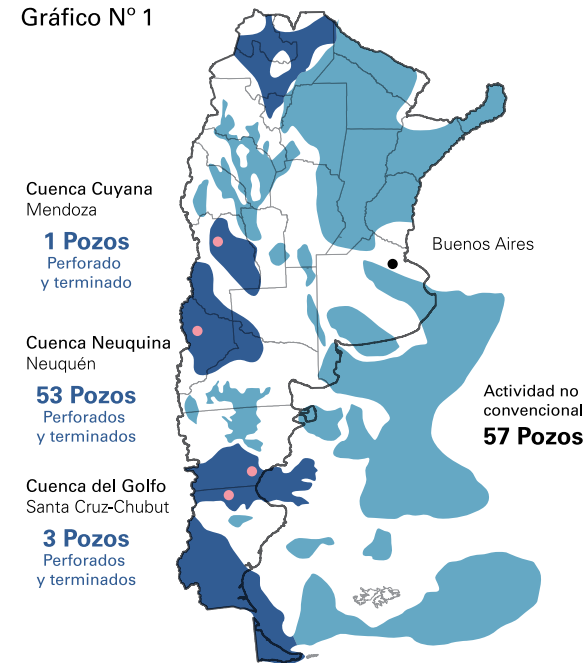 Gráfico Nº 1
Cuenca Cuyana
Mendoza
1 Pozos
Perforado
y terminado
Buenos Aires
Cuenca Neuquina
Neuquén
53 Pozos
Perforados
y terminados
Actividad no
convencional
57 Pozos
Cuenca del Golfo
Santa Cruz-Chubut
3 Pozos
Perforados
y terminados